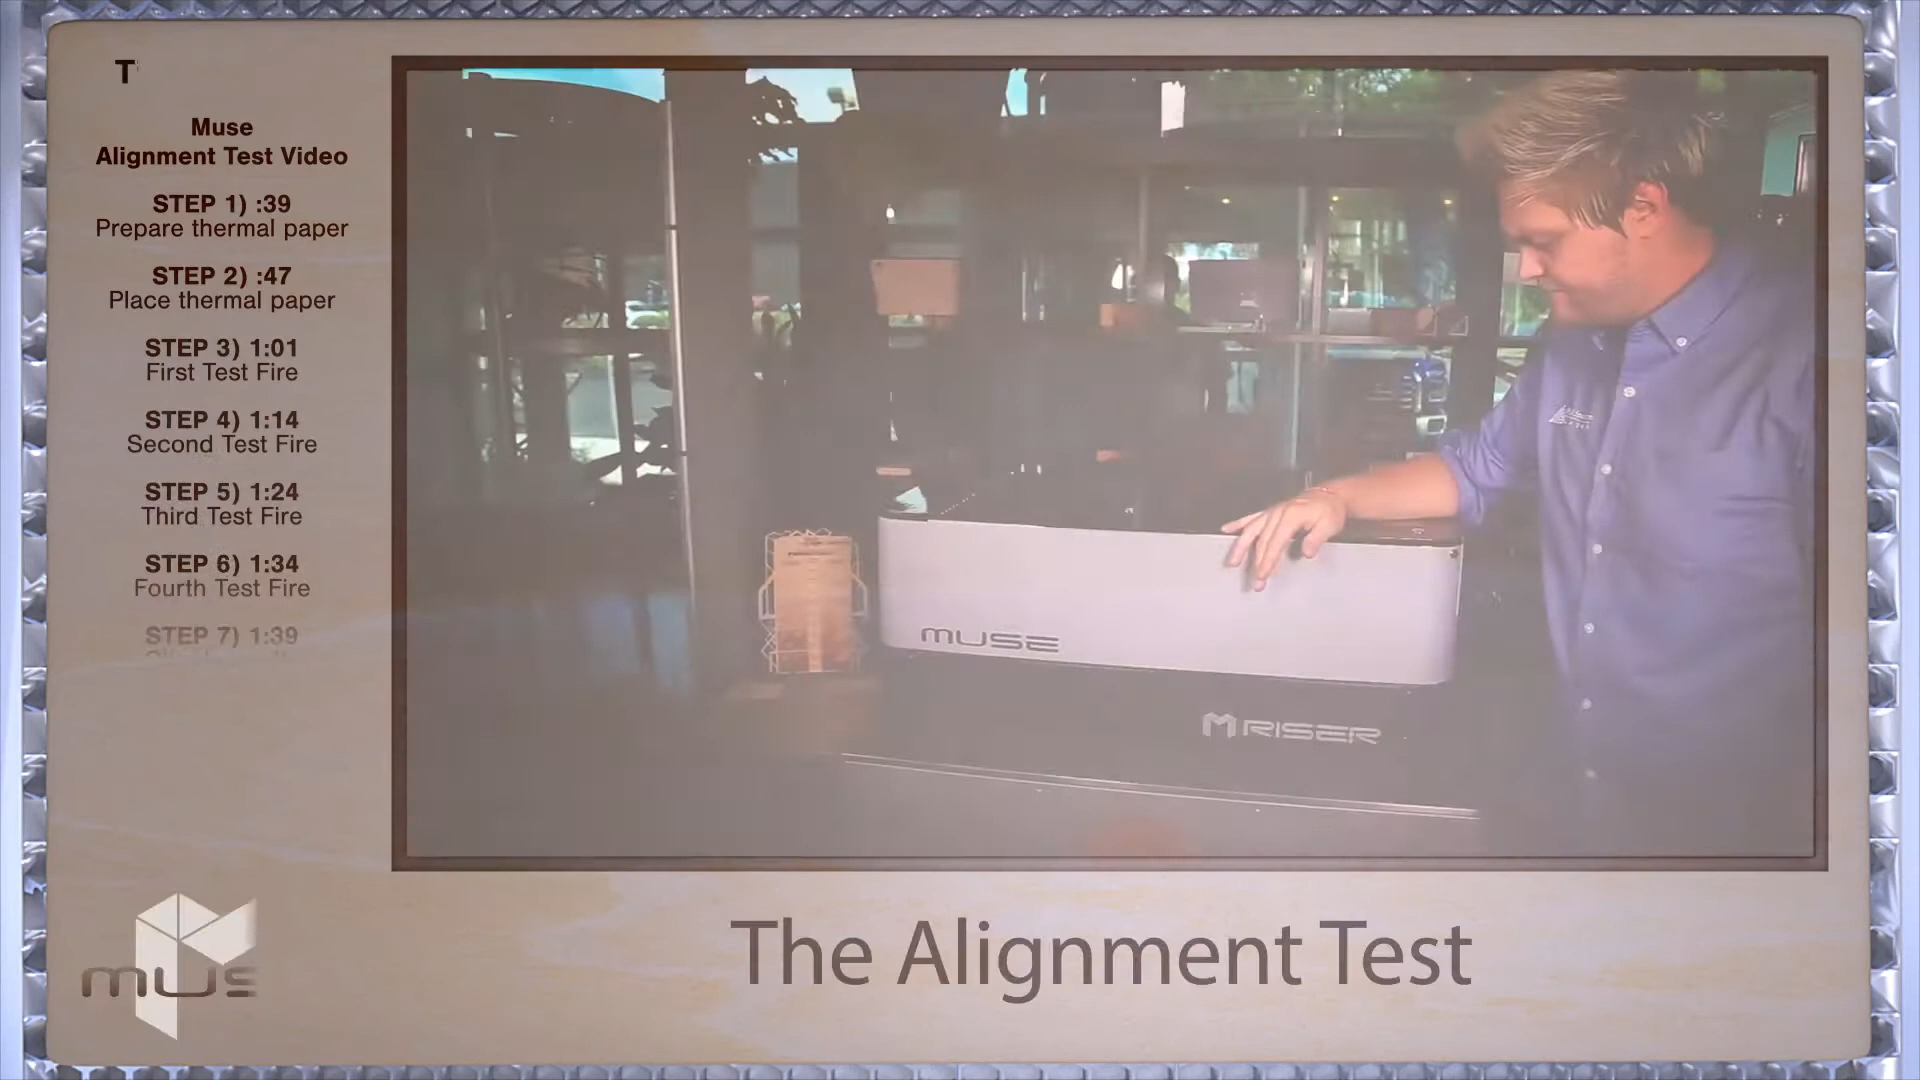 T
Muse
Alignment Test Video
STEP 1) :39
Prepare thermal paper
STEP 2) :47
Place thermal paper
STEP 3) 1:01
First Test Fire
STEP 4) 1:14
Second Test Fire
STEP 5) 1:24
Third Test Fire
STEP 6) 1:34
Fourth Test Fire
STEP 7) 1:39
MUSE
RISER
mus
The Alignment Test